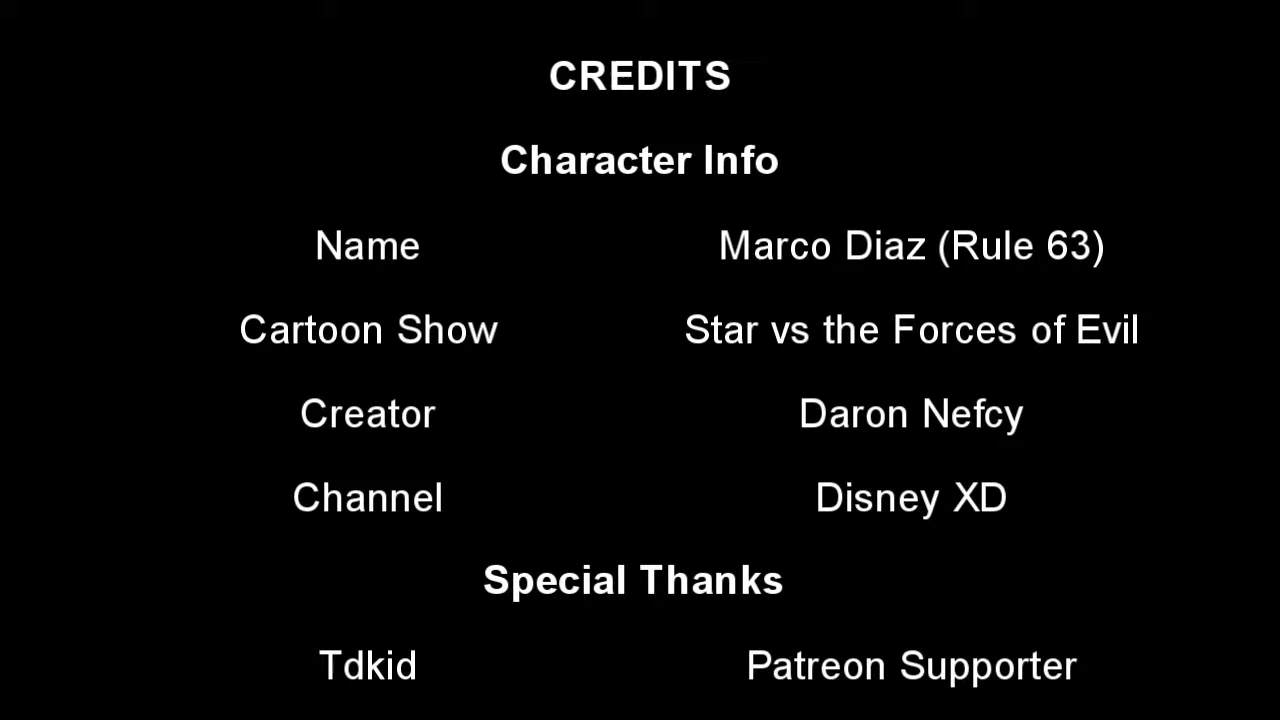 CREDITS
Character Info
Name Marco Diaz (Rule 63)
Cartoon Show Star vs the Forces of Evil
Creator Daron Nefcy
Channel Disney XD
Special Thanks
Tdkid Patreon Supporter